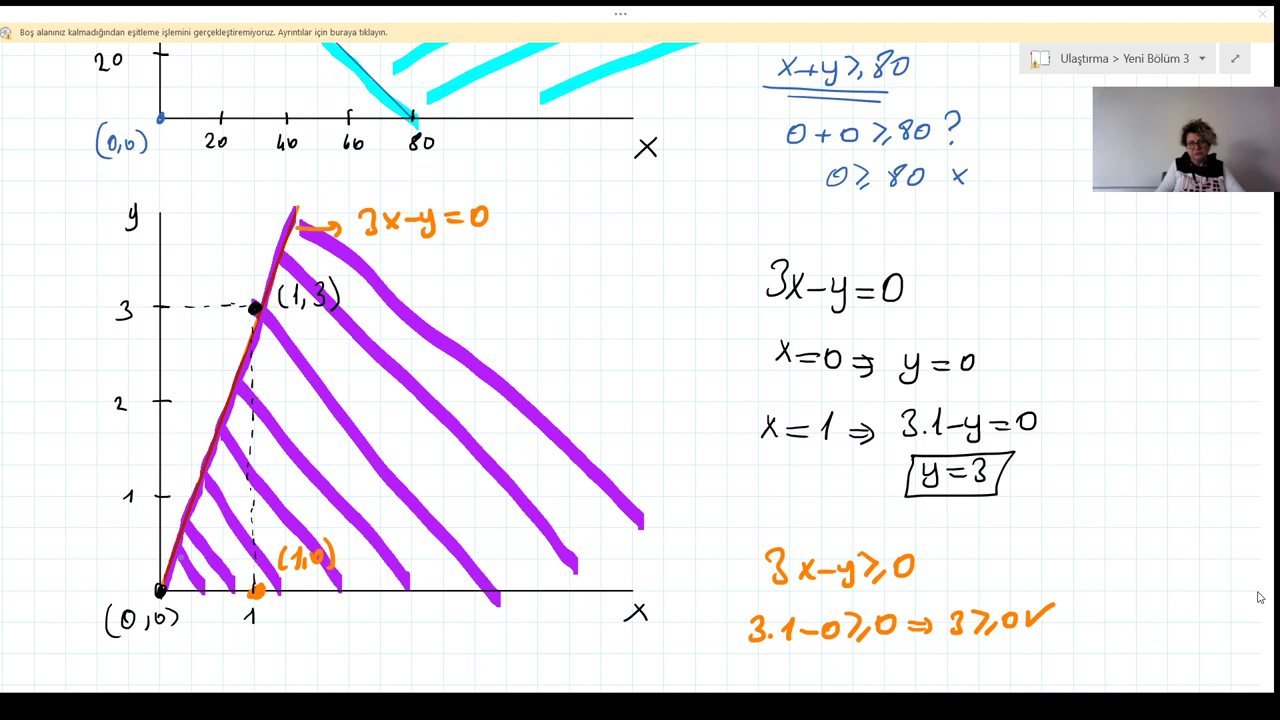 Boş alanınız kalmadığından eşitleme işlemini gerçekleştiremiyoruz. Ayrıntılar için buraya tıklayın.
Ulaştırma > Yeni Bölüm 3
20
(0,0)
20 40 60 80 x
x+y≥80
0+0≥80?
0≥80 x
y
3x-y=0
3
(1,3)
2
1
(1,0)
(0,0)
1
x
3x-y=0
x=0 ⇒ y=0
x=1 ⇒ 3.1-y=0
y=3
3x-y≥0
3.1-0≥0 ⇒ 3≥0✓